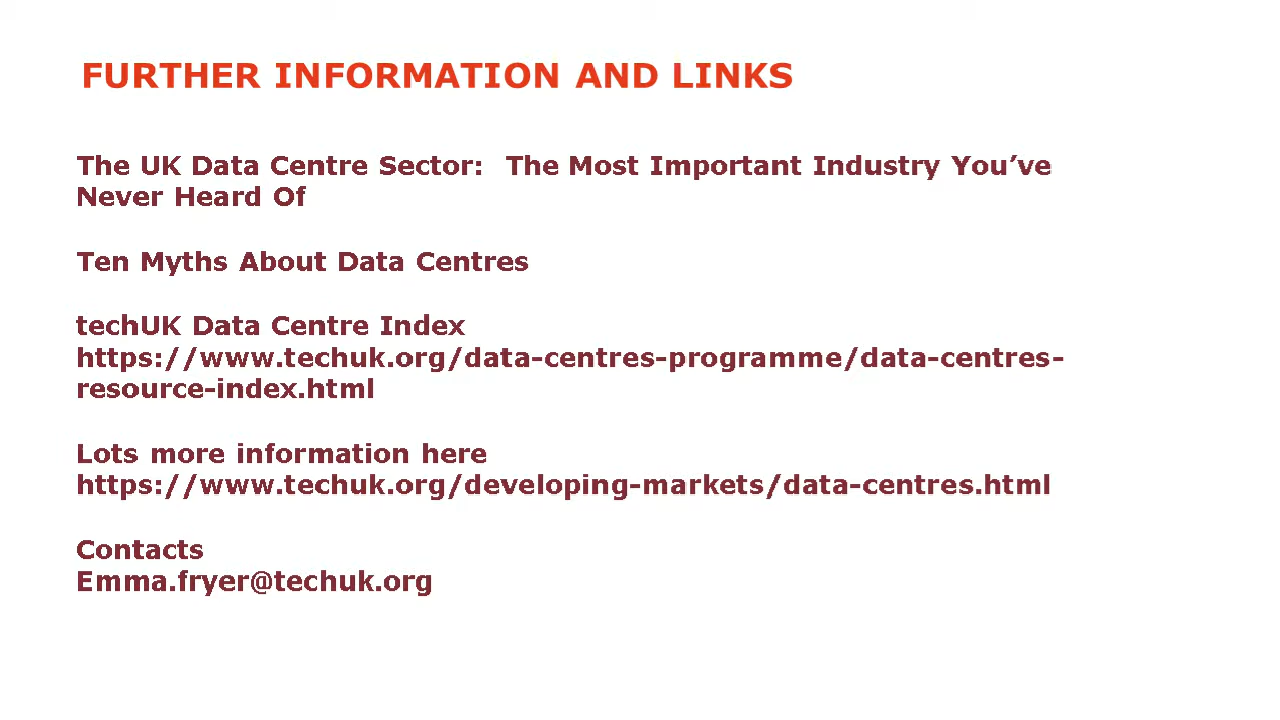 FURTHER INFORMATION AND LINKS
The UK Data Centre Sector:  The Most Important Industry You’ve
Never Heard Of
Ten Myths About Data Centres
techUK Data Centre Index
https://www.techuk.org/data-centres-programme/data-centres-
resource-index.html
Lots more information here
https://www.techuk.org/developing-markets/data-centres.html
Contacts
Emma.fryer@techuk.org